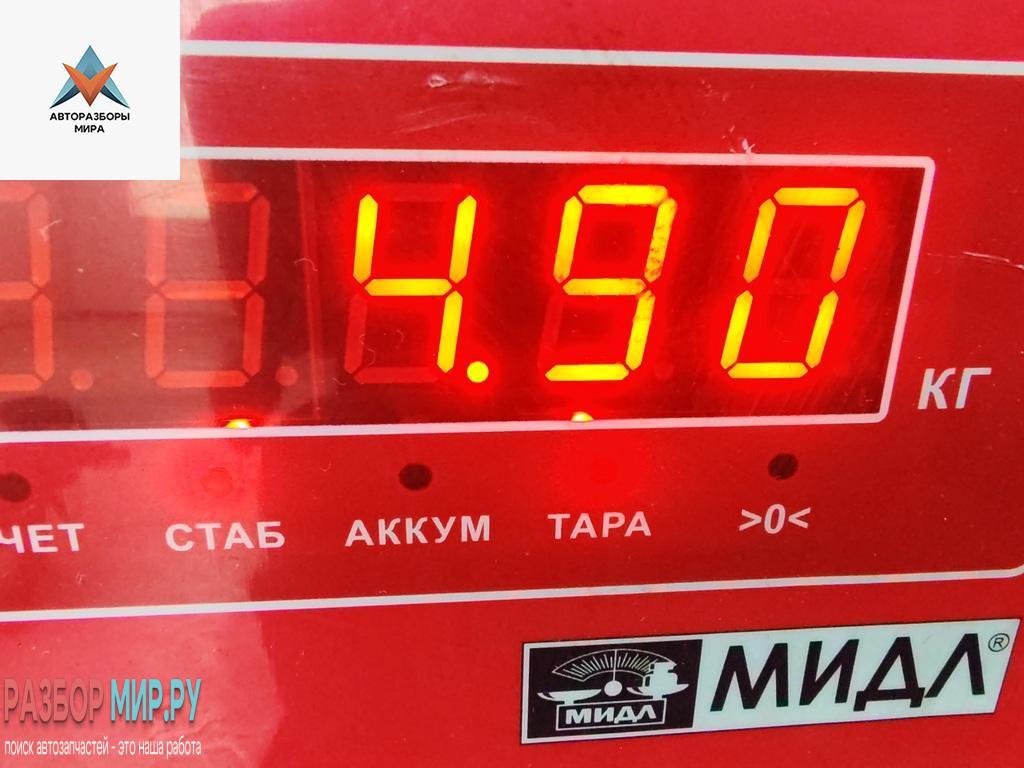 АВТОРАЗБОРЫ
МИРА
4.90
КГ
ЧЕТ СТАБ АККУМ ТАРА >0<
МИДЛ МИДЛ®
РАЗБОР МИР.РУ
поиск автозапчастей - это наша работа